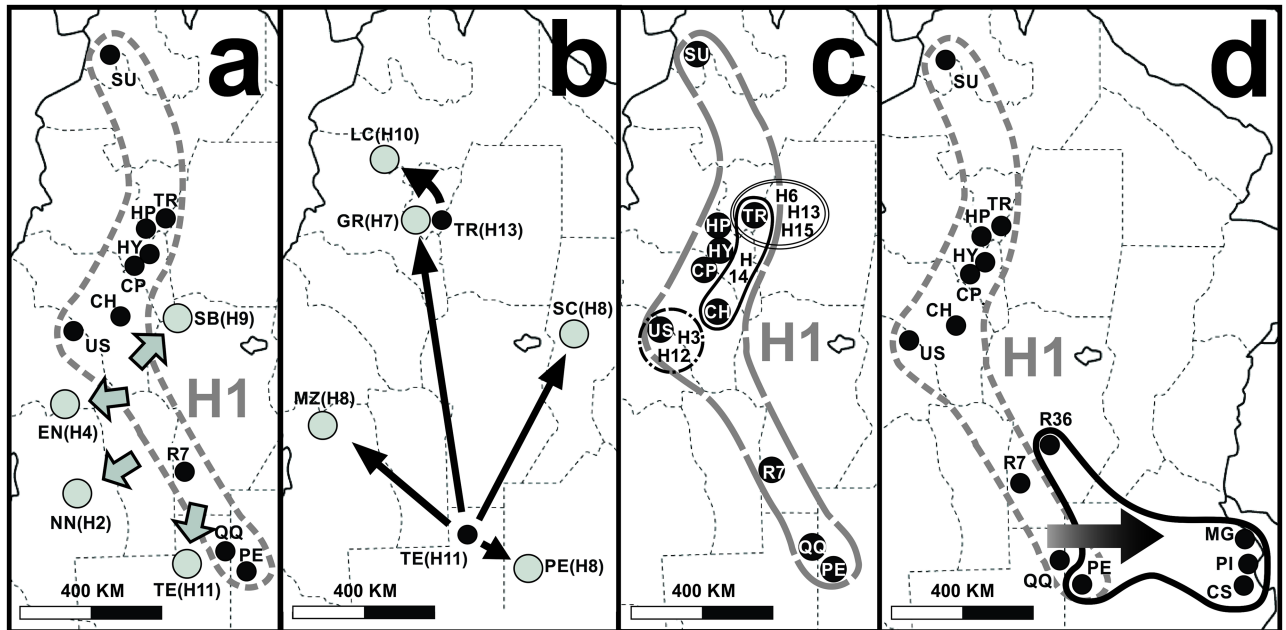 a
SU
TR
HP
HY
CP
CH
SB(H9)
US
H1
EN(H4)
R7
NN(H2)
QQ
PE
TE(H11)
400 KM
b
LC(H10)
GR(H7)
TR(H13)
SC(H8)
MZ(H8)
TE(H11)
PE(H8)
400 KM
c
SU
H6
TR
H13
HP
H15
HY
H
CP
14
CH
US
H3
H12
H1
R7
QQ
PE
400 KM
d
SU
TR
HP
HY
CP
CH
US
H1
R36
R7
MG
PI
QQ
PE
CS
400 KM